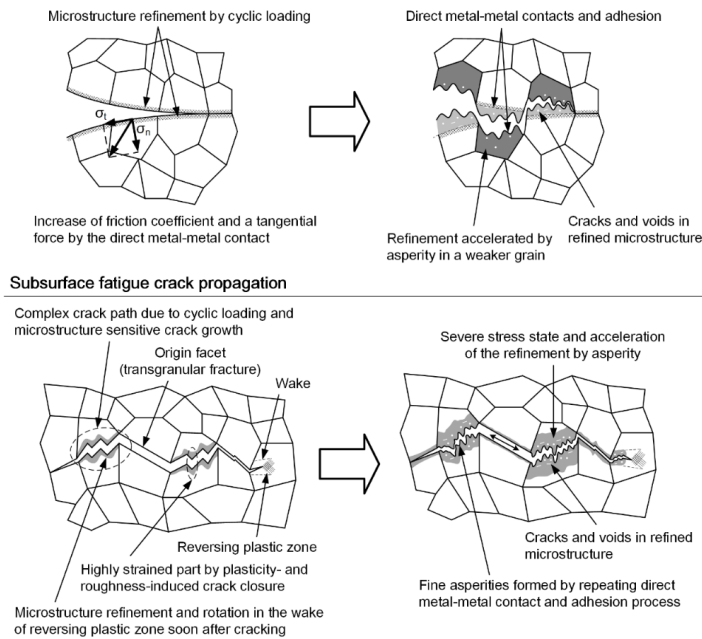 Microstructure refinement by cyclic loading
σt
σn
Increase of friction coefficient and a tangential
force by the direct metal-metal contact
Direct metal-metal contacts and adhesion
Refinement accelerated by
asperity in a weaker grain
Cracks and voids in
refined microstructure
Subsurface fatigue crack propagation
Complex crack path due to cyclic loading and
microstructure sensitive crack growth
Origin facet
(transgranular fracture)
Wake
Reversing plastic zone
Highly strained part by plasticity- and
roughness-induced crack closure
Microstructure refinement and rotation in the wake
of reversing plastic zone soon after cracking
Severe stress state and acceleration
of the refinement by asperity
Cracks and voids in refined
microstructure
Fine asperities formed by repeating direct
metal-metal contact and adhesion process